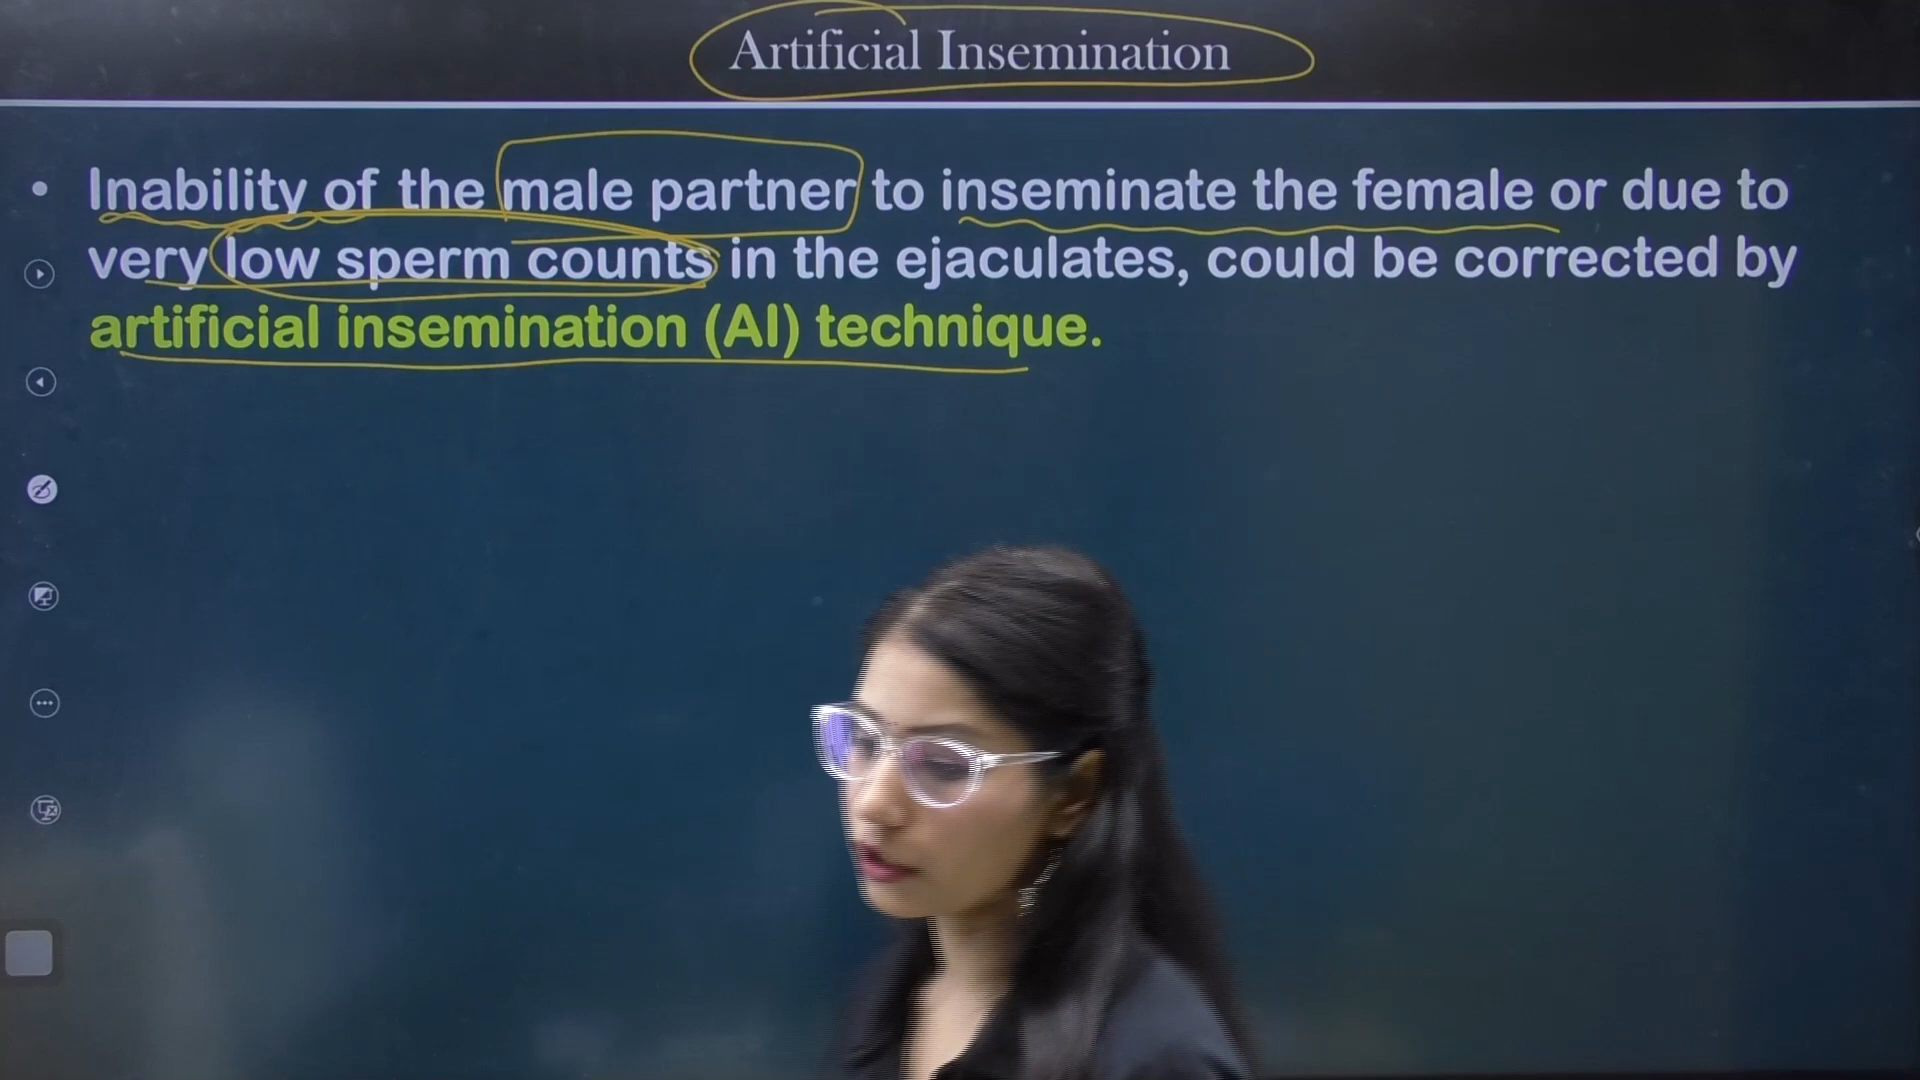 Artificial Insemination
Inability of the male partner to inseminate the female or due to
very low sperm counts in the ejaculates, could be corrected by
artificial insemination (AI) technique.